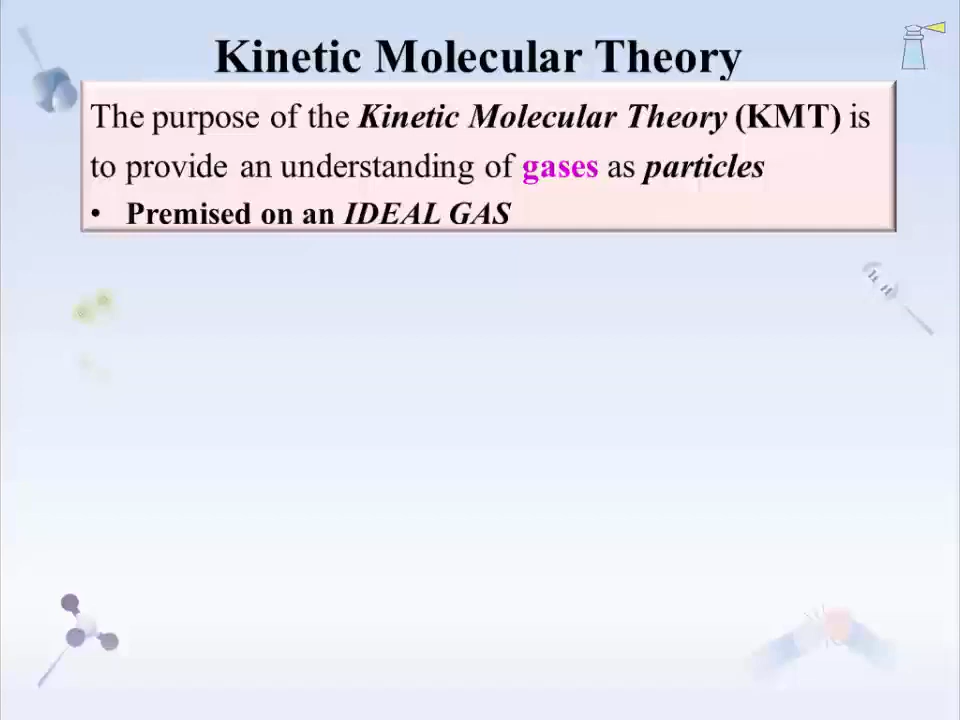 Kinetic Molecular Theory
The purpose of the Kinetic Molecular Theory (KMT) is
to provide an understanding of gases as particles
• Premised on an IDEAL GAS